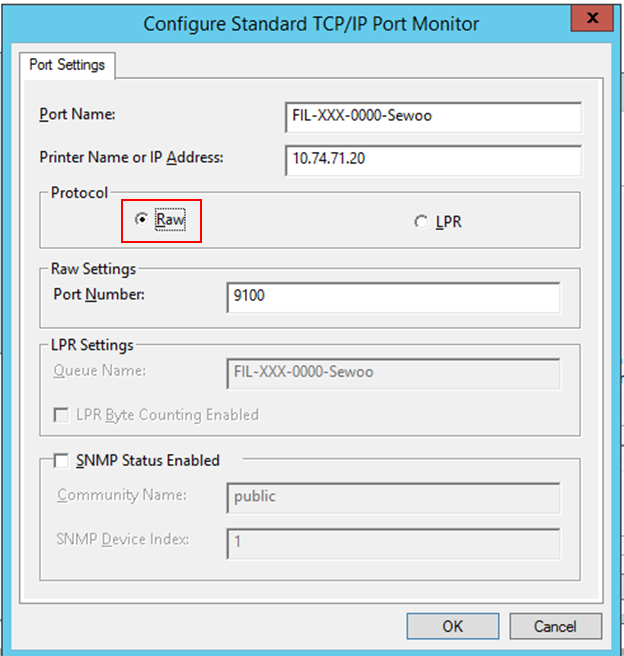 Configure Standard TCP/IP Port Monitor
x
Port Settings
Port Name: FIL-XXX-0000-Sewoo
Printer Name or IP Address: 10.74.71.20
Protocol
Raw LPR
Raw Settings
Port Number: 9100
LPR Settings
Queue Name: FIL-XXX-0000-Sewoo
LPR Byte Counting Enabled
SNMP Status Enabled
Community Name: public
SNMP Device Index: 1
OK Cancel